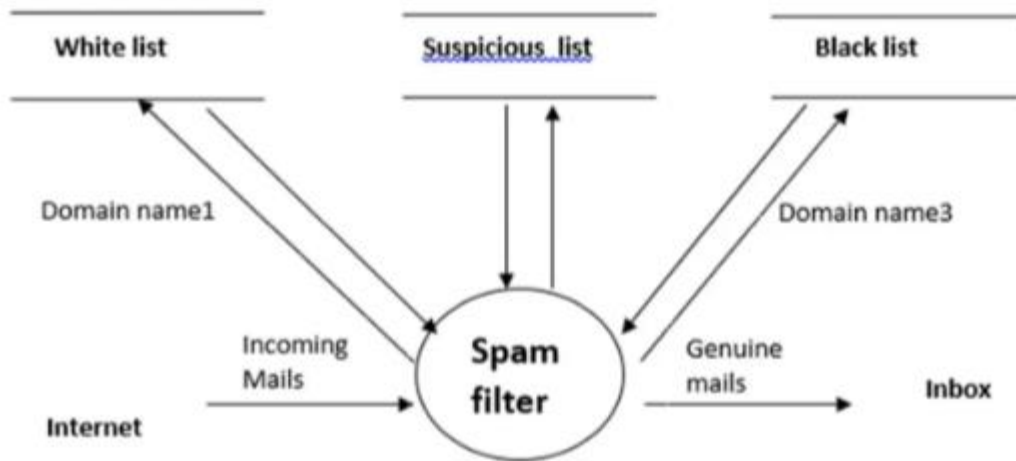 White list
Suspicious list
Black list
Domain name1
Domain name3
Incoming
Mails
Spam
filter
Genuine
mails
Inbox
Internet